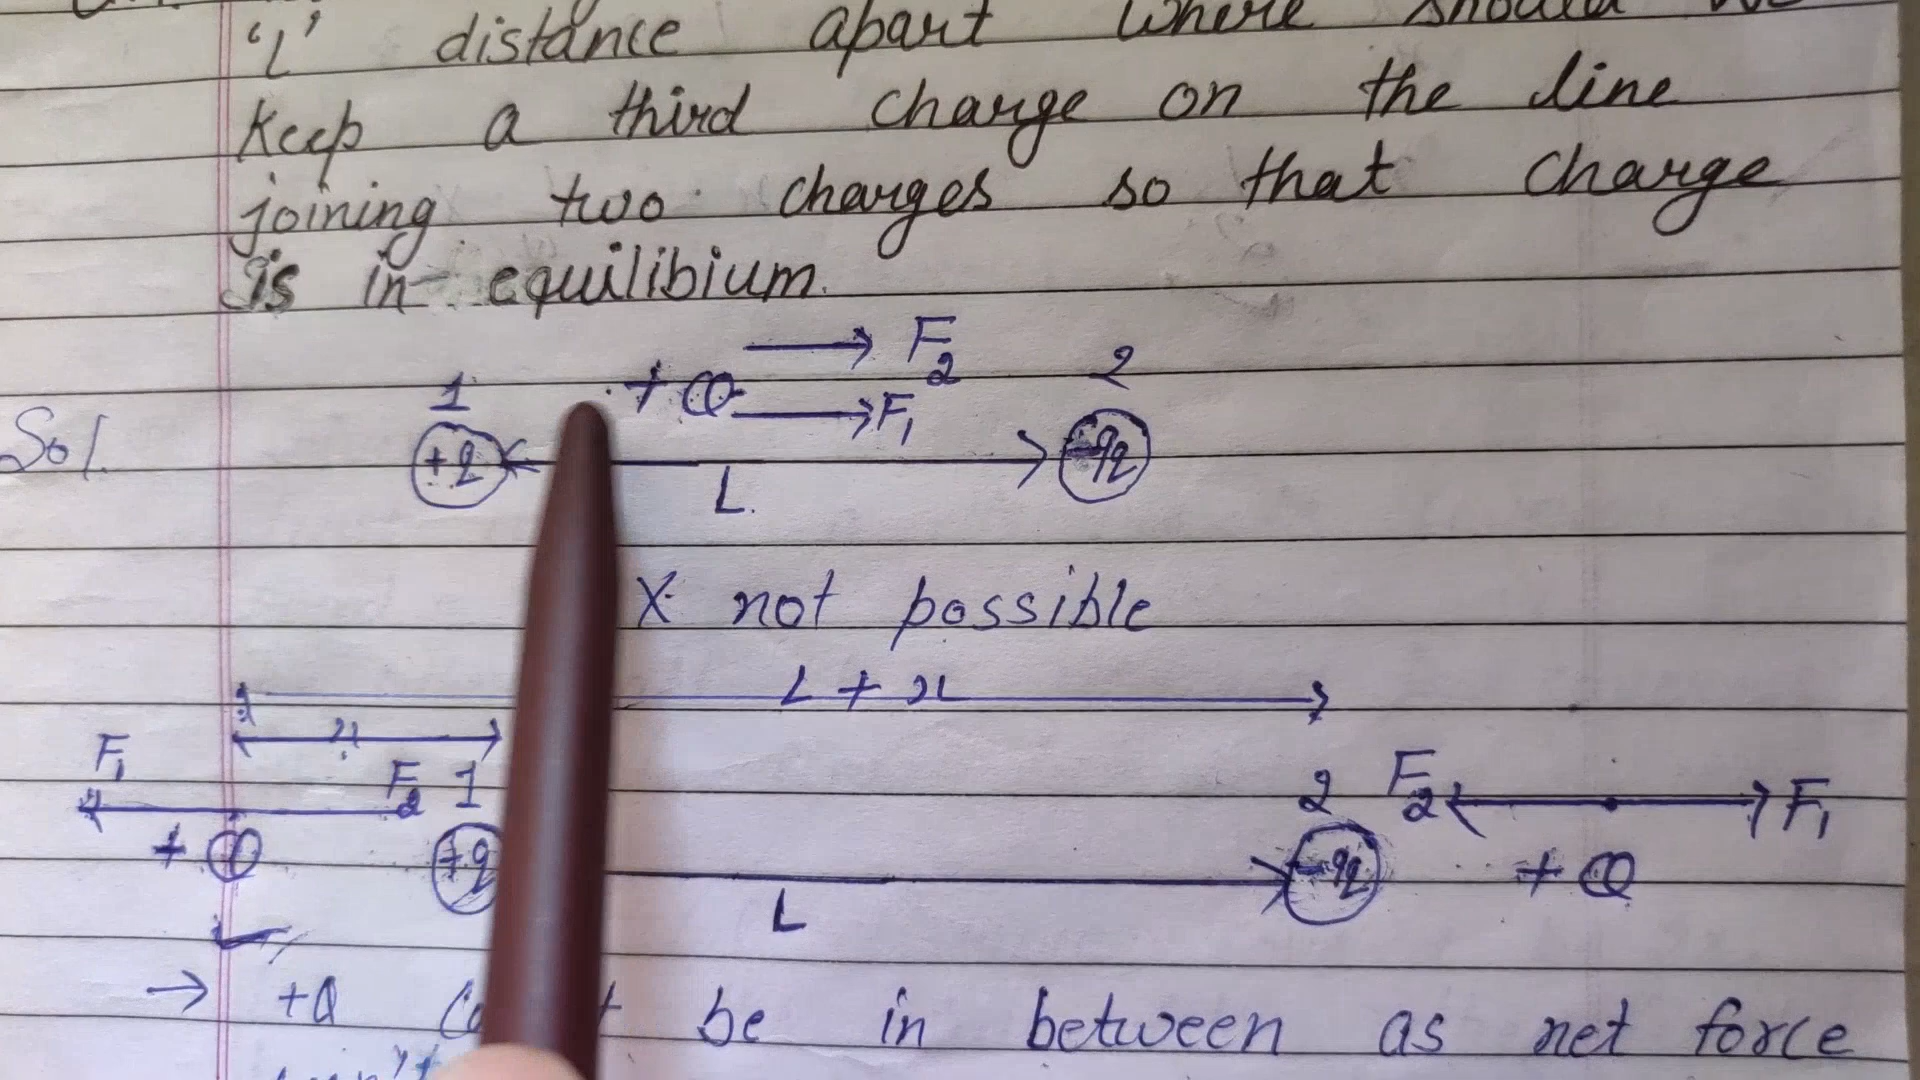 'L' distance apart where should we
Keep a third charge on the line
joining two charges so that charge
is in equilibium.
F2
1 +Q F1 2
Sol. +q -9q
L.
X not possible
L + x
x
F1 F2 1 2 F2 F1
+Q +q -9q +Q
L
→ +Q be in between as net force